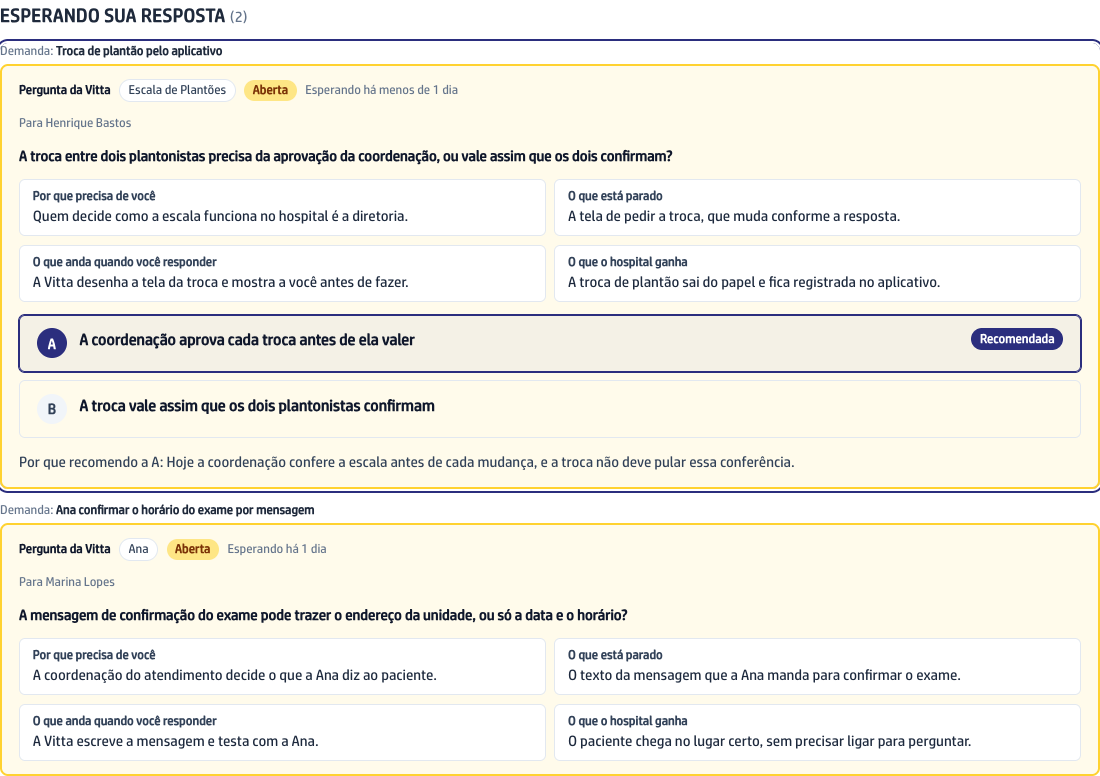 ESPERANDO SUA RESPOSTA (2)
Demanda: Troca de plantão pelo aplicativo
Pergunta da Vitta Escala de Plantões Aberta Esperando há menos de 1 dia
Para Henrique Bastos
A troca entre dois plantonistas precisa da aprovação da coordenação, ou vale assim que os dois confirmam?
Por que precisa de você
Quem decide como a escala funciona no hospital é a diretoria.
O que está parado
A tela de pedir a troca, que muda conforme a resposta.
O que anda quando você responder
A Vitta desenha a tela da troca e mostra a você antes de fazer.
O que o hospital ganha
A troca de plantão sai do papel e fica registrada no aplicativo.
A A coordenação aprova cada troca antes de ela valer Recomendada
B A troca vale assim que os dois plantonistas confirmam
Por que recomendo a A: Hoje a coordenação confere a escala antes de cada mudança, e a troca não deve pular essa conferência.
Demanda: Ana confirmar o horário do exame por mensagem
Pergunta da Vitta Ana Aberta Esperando há 1 dia
Para Marina Lopes
A mensagem de confirmação do exame pode trazer o endereço da unidade, ou só a data e o horário?
Por que precisa de você
A coordenação do atendimento decide o que a Ana diz ao paciente.
O que está parado
O texto da mensagem que a Ana manda para confirmar o exame.
O que anda quando você responder
A Vitta escreve a mensagem e testa com a Ana.
O que o hospital ganha
O paciente chega no lugar certo, sem precisar ligar para perguntar.